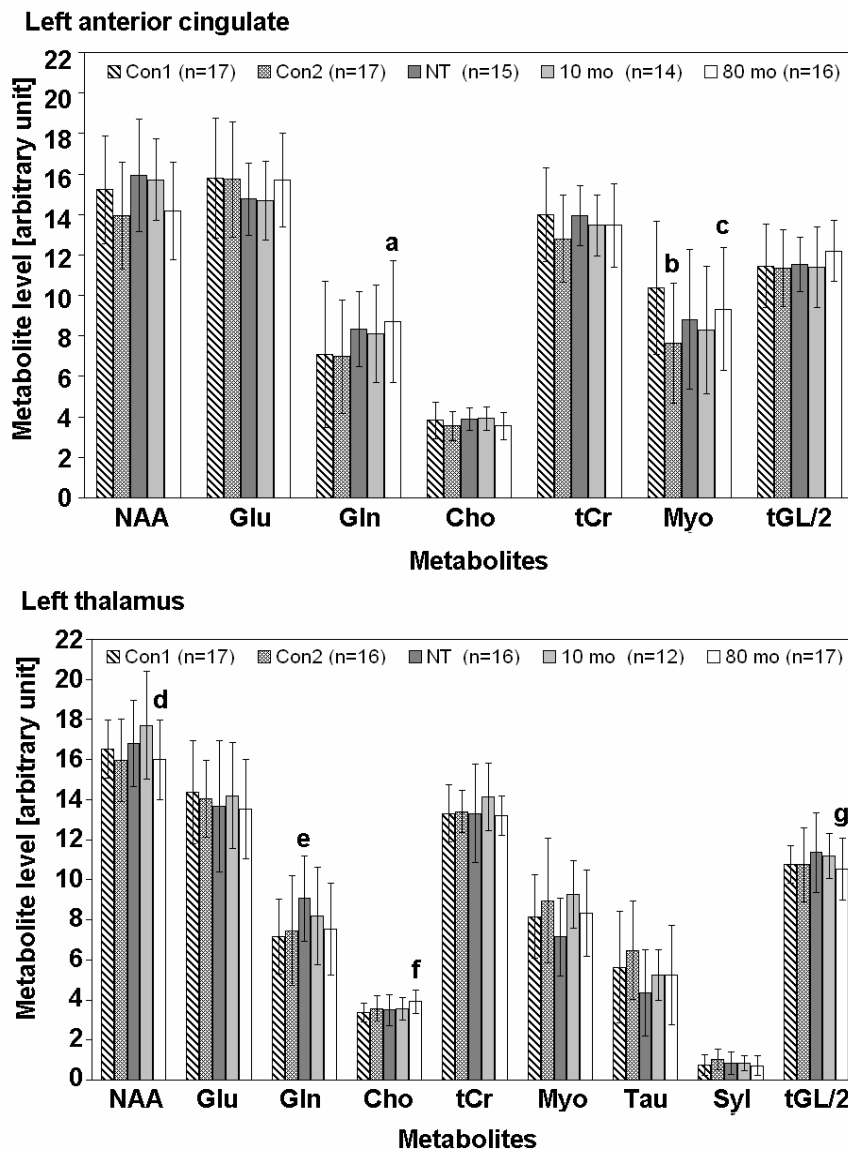 Left anterior cingulate
Con1 (n=17) Con2 (n=17) NT (n=15) 10 mo (n=14) 80 mo (n=16)
Metabolite level [arbitrary unit]
22
20
18
16
14
12
10
8
6
4
2
0
a
b
c
NAA Glu Gln Cho tCr Myo tGL/2
Metabolites
Left thalamus
Con1 (n=17) Con2 (n=16) NT (n=16) 10 mo (n=12) 80 mo (n=17)
Metabolite level [arbitrary unit]
22
20
18
16
14
12
10
8
6
4
2
0
d
e
f
g
NAA Glu Gln Cho tCr Myo Tau Syl tGL/2
Metabolites